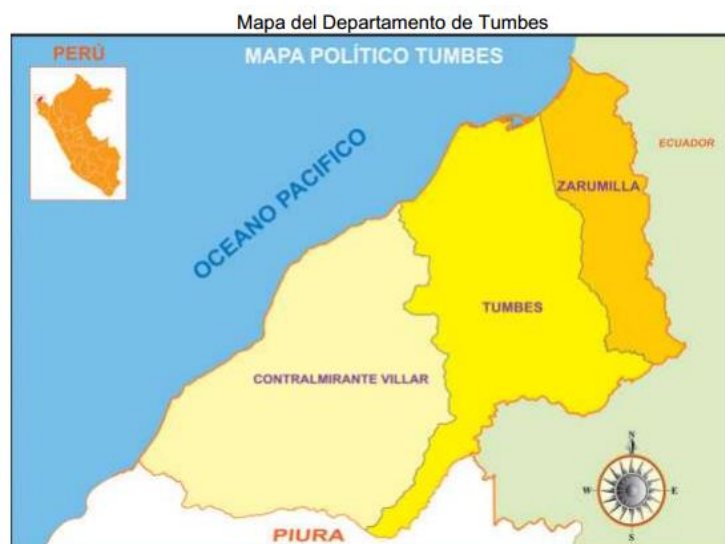 Mapa del Departamento de Tumbes
PERÚ
MAPA POLÍTICO TUMBES
ECUADOR
OCEANO PACIFICO
ZARUMILLA
TUMBES
CONTRALMIRANTE VILLAR
N
W
E
S
PIURA